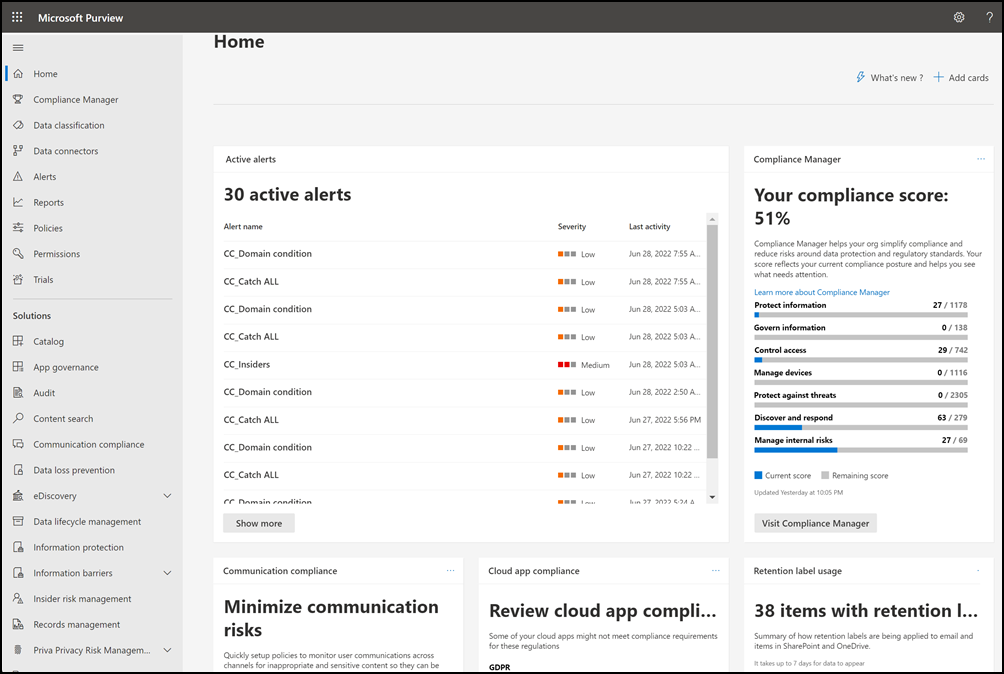 Microsoft Purview
?
Home
Compliance Manager
Data classification
Data connectors
Alerts
Reports
Policies
Permissions
Trials
Solutions
Catalog
App governance
Audit
Content search
Communication compliance
Data loss prevention
eDiscovery
Data lifecycle management
Information protection
Information barriers
Insider risk management
Records management
Priva Privacy Risk Managem...
Home
What's new ?
Add cards
Active alerts
30 active alerts
Alert name Severity Last activity
CC_Domain condition Low Jun 28, 2022 7:55 A...
CC_Catch ALL Low Jun 28, 2022 7:55 A...
CC_Domain condition Low Jun 28, 2022 5:03 A...
CC_Catch ALL Low Jun 28, 2022 5:03 A...
CC_Insiders Medium Jun 28, 2022 5:03 A...
CC_Domain condition Low Jun 28, 2022 2:50 A...
CC_Catch ALL Low Jun 27, 2022 5:56 PM
CC_Domain condition Low Jun 27, 2022 10:22 ...
CC_Catch ALL Low Jun 27, 2022 10:22 ...
CC_Domain condition Low Jun 27, 2022 5:24 A...
Show more
Compliance Manager
...
Your compliance score:
51%
Compliance Manager helps your org simplify compliance and
reduce risks around data protection and regulatory standards. Your
score reflects your current compliance posture and helps you see
what needs attention.
Learn more about Compliance Manager
Protect information 27 / 1178
Govern information 0 / 138
Control access 29 / 742
Manage devices 0 / 1116
Protect against threats 0 / 2305
Discover and respond 63 / 279
Manage internal risks 27 / 69
Current score Remaining score
Updated Yesterday at 10:05 PM
Visit Compliance Manager
Communication compliance
...
Minimize communication
risks
Quickly setup policies to monitor user communications across
channels for inappropriate and sensitive content so they can be
Cloud app compliance
...
Review cloud app compli...
Some of your cloud apps might not meet compliance requirements
for these regulations
GDPR
Retention label usage
38 items with retention l...
Summary of how retention labels are being applied to email and
items in SharePoint and OneDrive.
It takes up to 7 days for data to appear